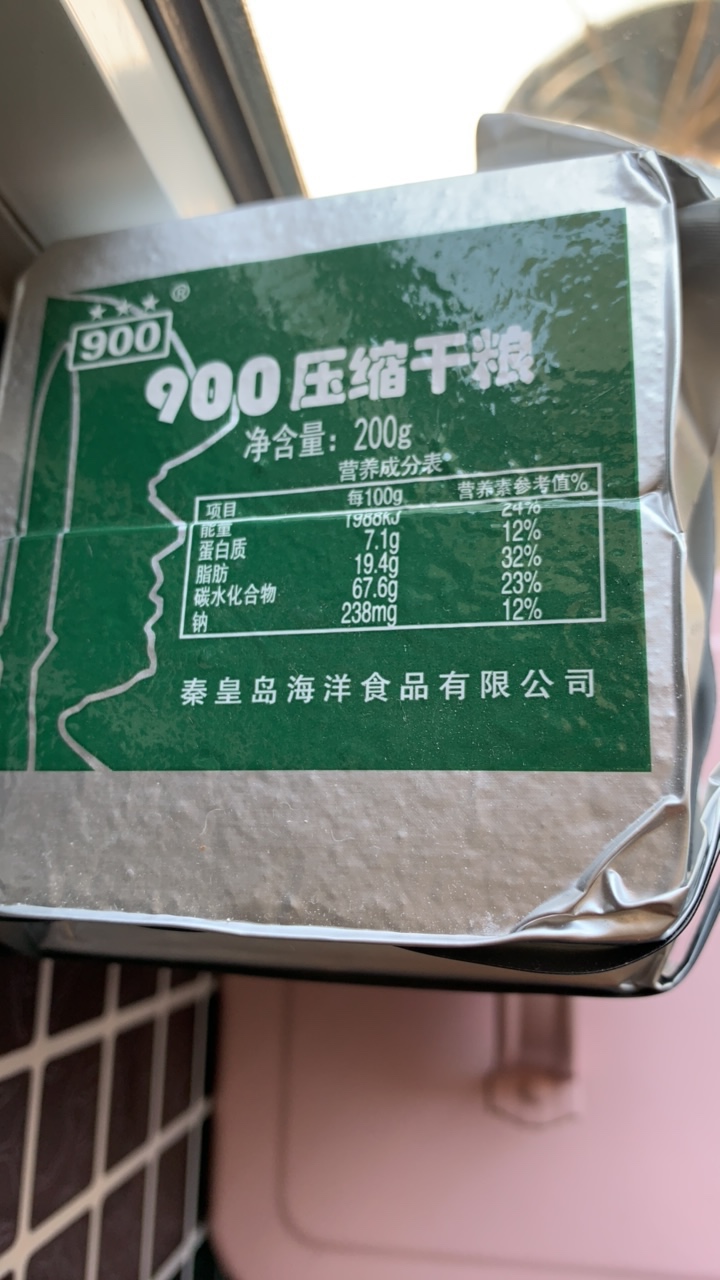 ®
900
900压缩干粮
净含量：200g
营养成分表
项目 每100g 营养素参考值%
能量 1988kJ 24%
蛋白质 7.1g 12%
脂肪 19.4g 32%
碳水化合物 67.6g 23%
钠 238mg 12%
秦皇岛海洋食品有限公司